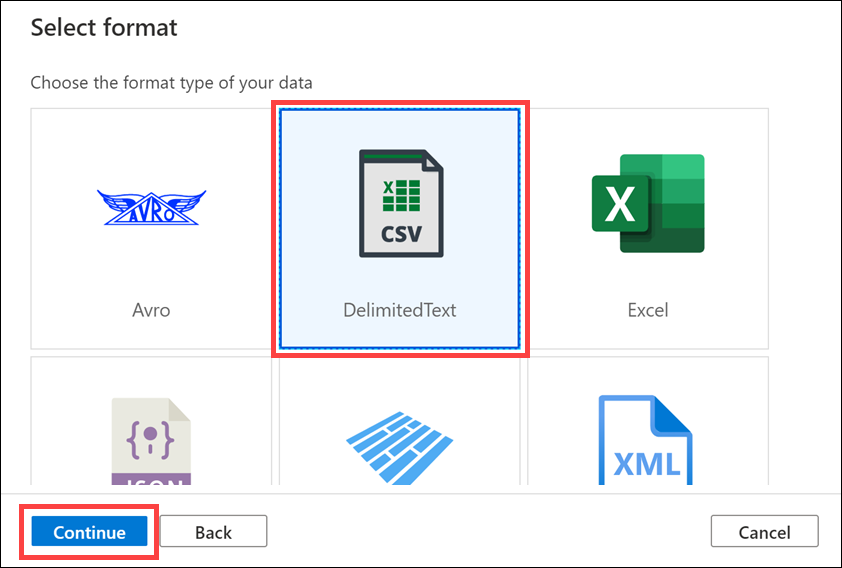 Select format
Choose the format type of your data
AVRO
X
CSV
X
Avro
DelimitedText
Excel
{:}
JSON
XML
Continue
Back
Cancel